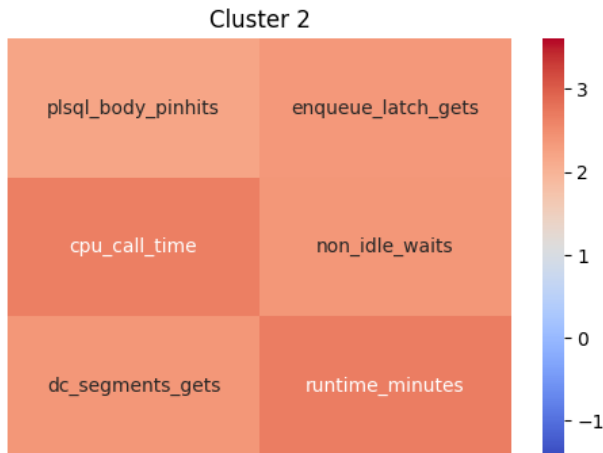 Cluster 2
plsql_body_pinhits enqueue_latch_gets
cpu_call_time non_idle_waits
dc_segments_gets runtime_minutes
3
2
1
0
−1